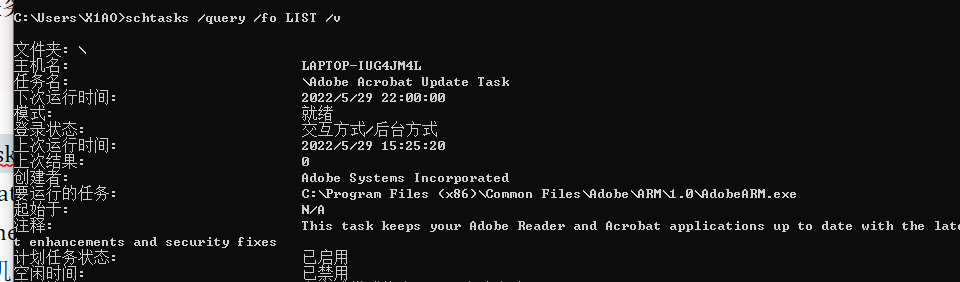 C:\Users\X1AO>schtasks /query /fo LIST /v
文件夹: \
主机名: LAPTOP-IUG4JM4L
任务名: \Adobe Acrobat Update Task
下次运行时间: 2022/5/29 22:00:00
模式: 就绪
登录状态: 交互方式/后台方式
上次运行时间: 2022/5/29 15:25:20
上次结果: 0
创建者: Adobe Systems Incorporated
要运行的任务: C:\Program Files (x86)\Common Files\Adobe\ARM\1.0\AdobeARM.exe
起始于: N/A
注释: This task keeps your Adobe Reader and Acrobat applications up to date with the late
t enhancements and security fixes
计划任务状态: 已启用
空闲时间: 已禁用